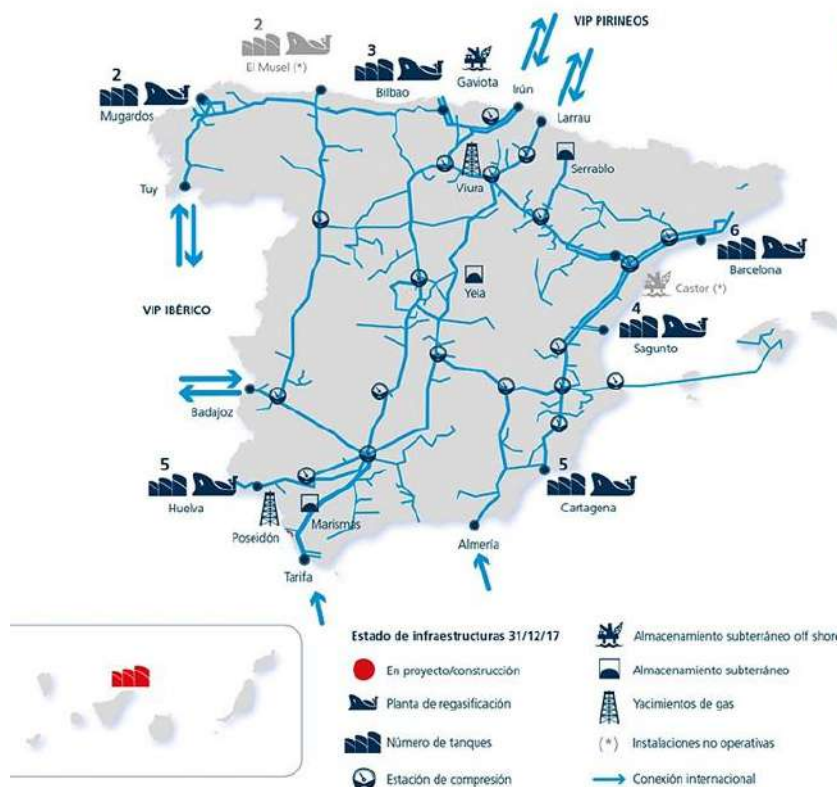 VIP PIRINEOS
2
El Musel (*)
3
Bilbao
Gaviota
Irún
Larrau
2
Mugardos
Tuy
Viura
Serrablo
6
Barcelona
VIP IBÉRICO
Yela
Castor (*)
4
Sagunto
Badajoz
5
Huelva
Poseidón
Marismas
5
Cartagena
Almería
Tarifa
Estado de infraestructuras 31/12/17
En proyecto/construcción
Planta de regasificación
Número de tanques
Estación de compresión
Almacenamiento subterráneo off shore
Almacenamiento subterráneo
Yacimientos de gas
(*) Instalaciones no operativas
Conexión internacional